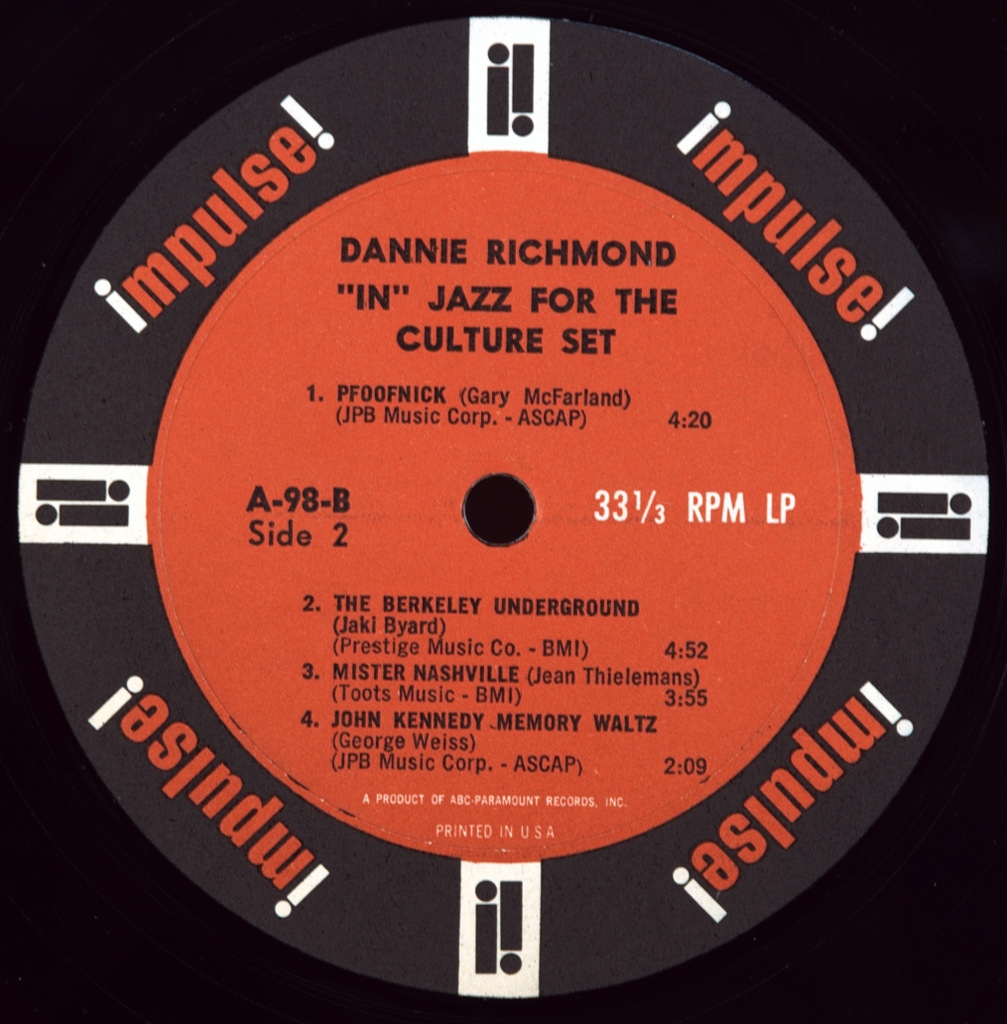 impulse!
impulse!
DANNIE RICHMOND
"IN" JAZZ FOR THE
CULTURE SET
1. PFOOFNICK (Gary McFarland)
(JPB Music Corp. - ASCAP) 4:20
A-98-B
Side 2
33⅓ RPM LP
2. THE BERKELEY UNDERGROUND
(Jaki Byard)
(Prestige Music Co. - BMI) 4:52
3. MISTER NASHVILLE (Jean Thielemans)
(Toots Music - BMI) 3:55
4. JOHN KENNEDY MEMORY WALTZ
(George Weiss)
(JPB Music Corp. - ASCAP) 2:09
A PRODUCT OF ABC-PARAMOUNT RECORDS, INC.
PRINTED IN U S A
impulse!
impulse!